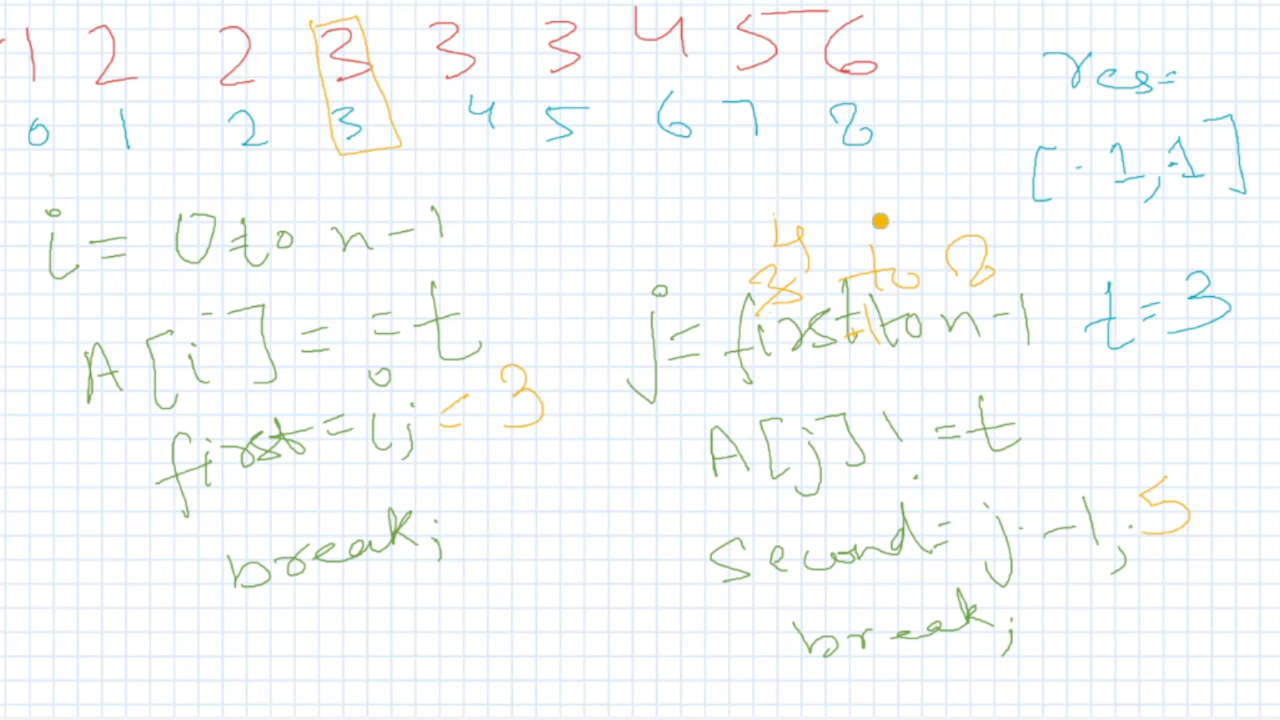 1 2 2 3 3 3 4 5 6
0 1 2 3 4 5 6 7 8
res=
[-1,-1]
i = 0 to n-1
A[i] = = t
first = i; = 3
break;
4
3 to 8
j = first+1 to n-1
t = 3
A[j] != t
second = j-1; 5
break;